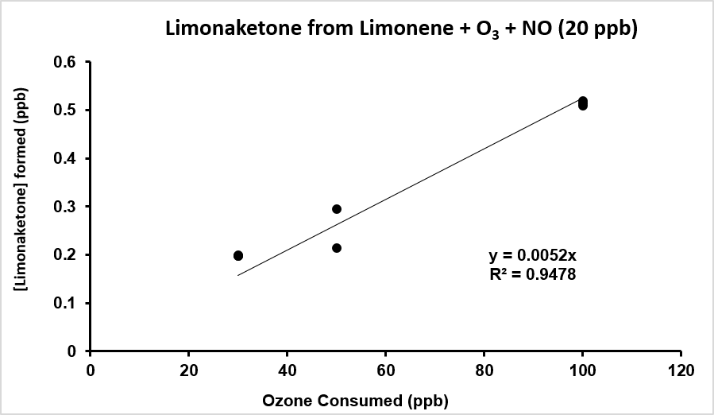 Limonaketone from Limonene + O₃ + NO (20 ppb)
[Limonaketone] formed (ppb)
0.6
0.5
0.4
0.3
0.2
0.1
0
y = 0.0052x
R² = 0.9478
0 20 40 60 80 100 120
Ozone Consumed (ppb)